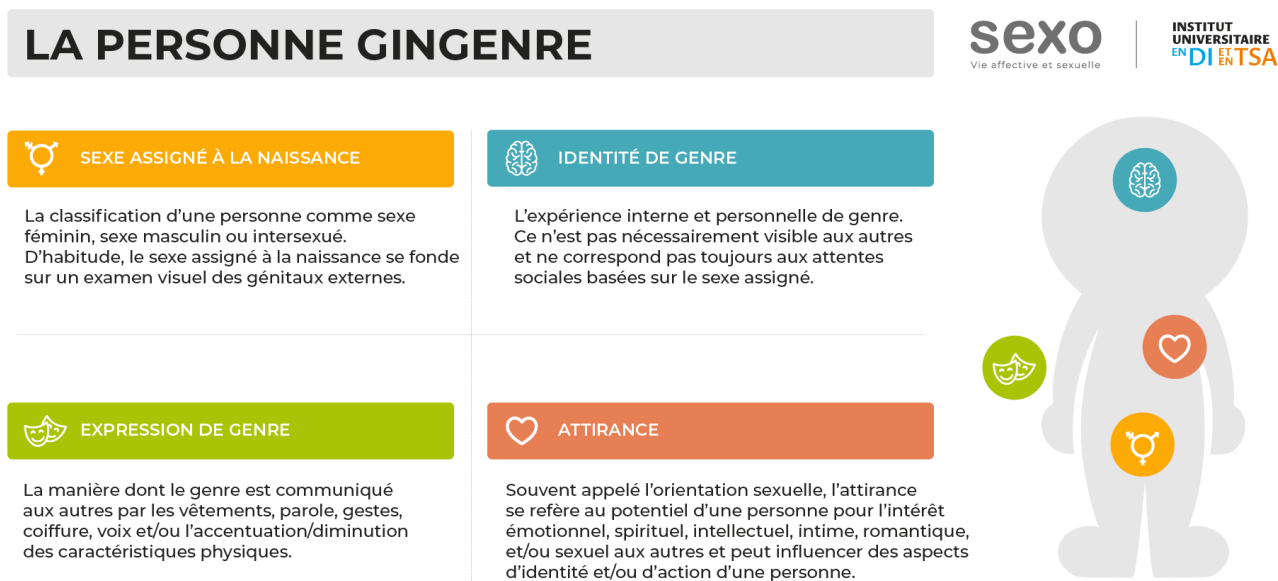 LA PERSONNE GINGENRE
sexo
Vie affective et sexuelle
INSTITUT
UNIVERSITAIRE
EN DI ET EN TSA
SEXE ASSIGNÉ À LA NAISSANCE
La classification d’une personne comme sexe
féminin, sexe masculin ou intersexué.
D’habitude, le sexe assigné à la naissance se fonde
sur un examen visuel des génitaux externes.
IDENTITÉ DE GENRE
L’expérience interne et personnelle de genre.
Ce n’est pas nécessairement visible aux autres
et ne correspond pas toujours aux attentes
sociales basées sur le sexe assigné.
EXPRESSION DE GENRE
La manière dont le genre est communiqué
aux autres par les vêtements, parole, gestes,
coiffure, voix et/ou l’accentuation/diminution
des caractéristiques physiques.
ATTIRANCE
Souvent appelé l’orientation sexuelle, l’attirance
se refère au potentiel d’une personne pour l’intérêt
émotionnel, spirituel, intellectuel, intime, romantique,
et/ou sexuel aux autres et peut influencer des aspects
d’identité et/ou d’action d’une personne.